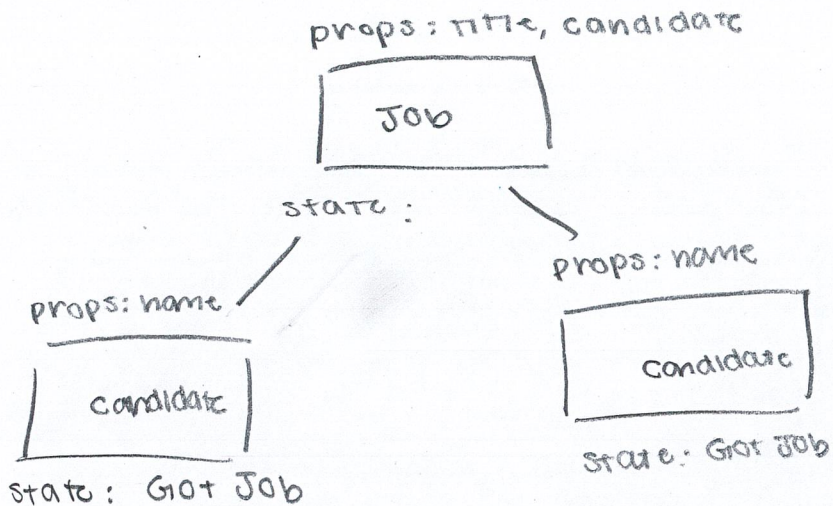 props: title, candidate
Job
state:
props: name
props: name
candidate
candidate
state: Got Job
state: Got Job